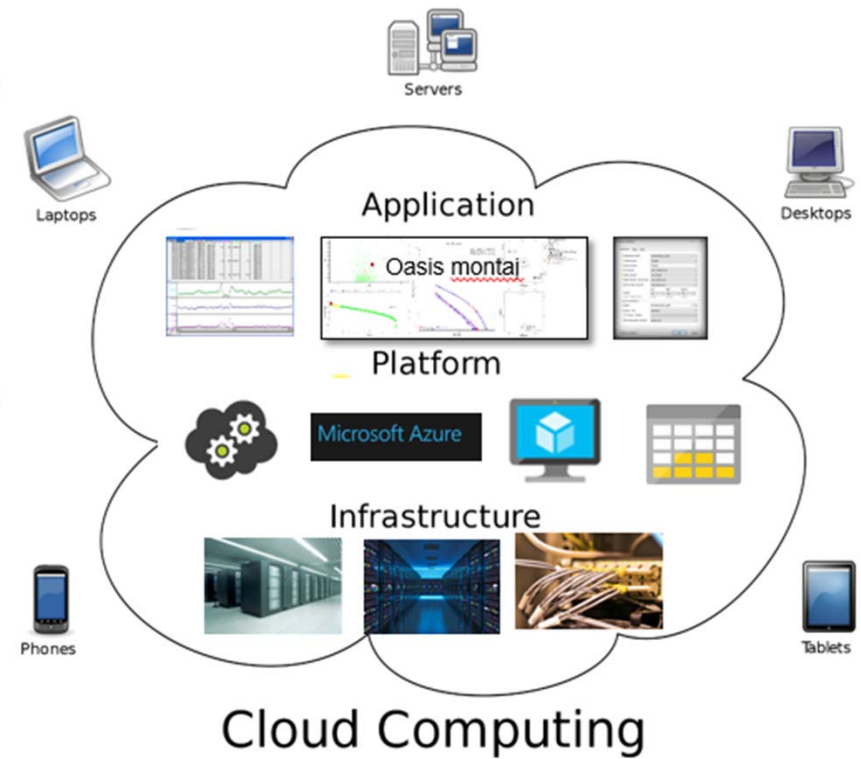 Servers
Laptops
Desktops
Application
Oasis montaj
Platform
Microsoft Azure
Infrastructure
Phones
Tablets
Cloud Computing